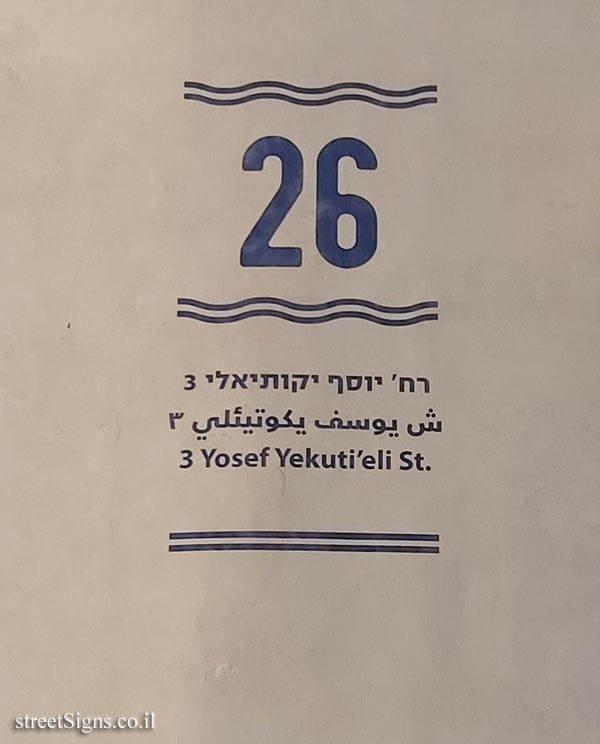 26
רח' יוסף יקותיאלי 3
ش يوسف يكوتيئلي ٣
3 Yosef Yekuti’eli St.
streetSigns.co.il